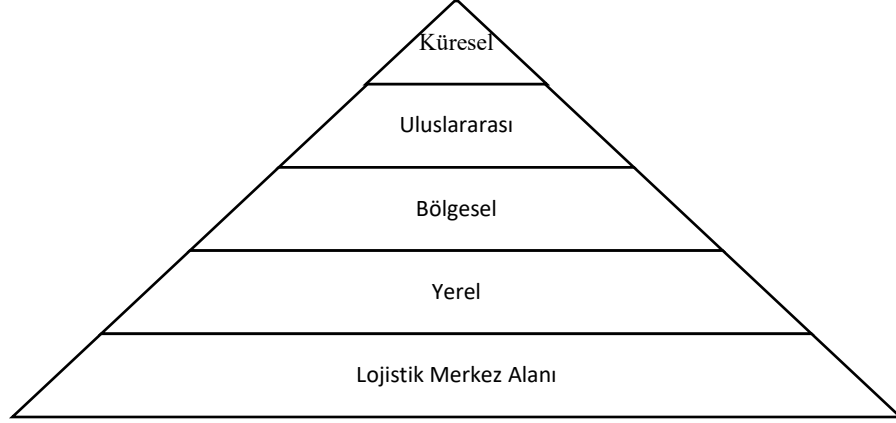 Küresel
Uluslararası
Bölgesel
Yerel
Lojistik Merkez Alanı